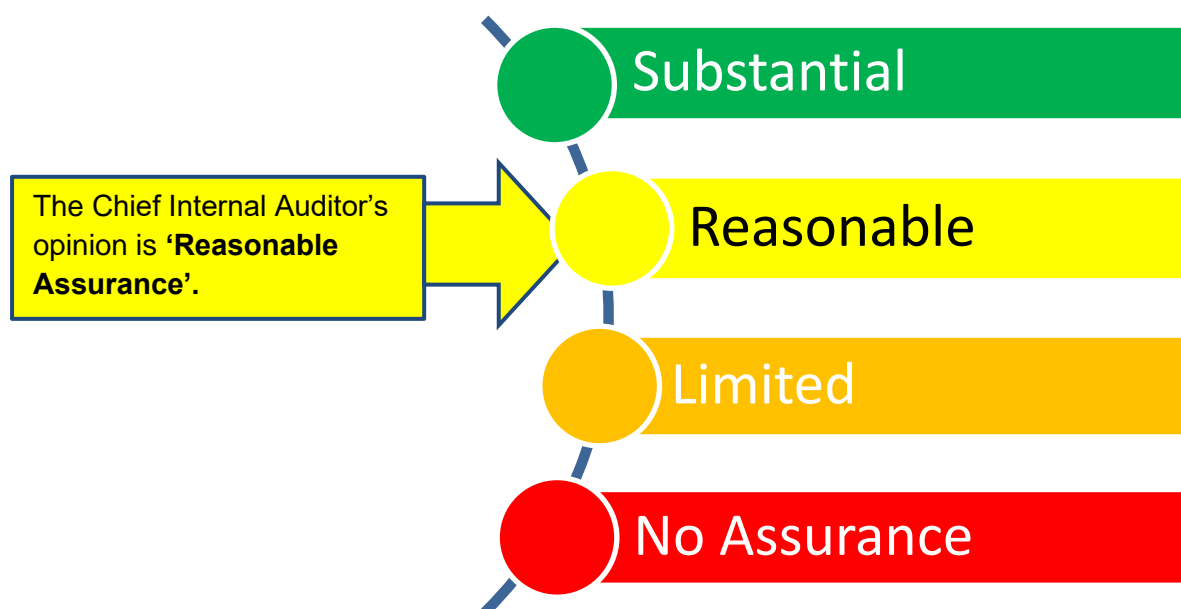 Substantial
The Chief Internal Auditor’s
opinion is ‘Reasonable
Assurance’.
Reasonable
Limited
No Assurance